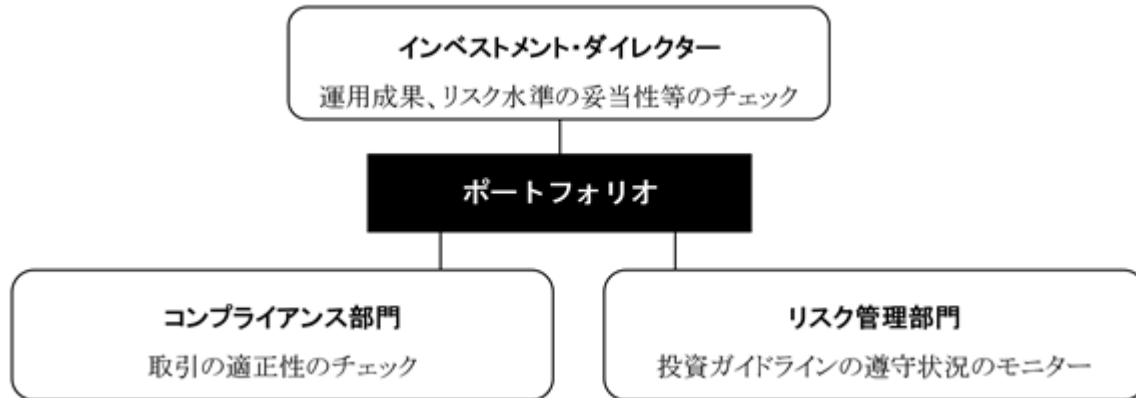 インベストメント・ダイレクター
運用成果、リスク水準の妥当性等のチェック
ポートフォリオ
コンプライアンス部門
取引の適正性のチェック
リスク管理部門
投資ガイドラインの遵守状況のモニター